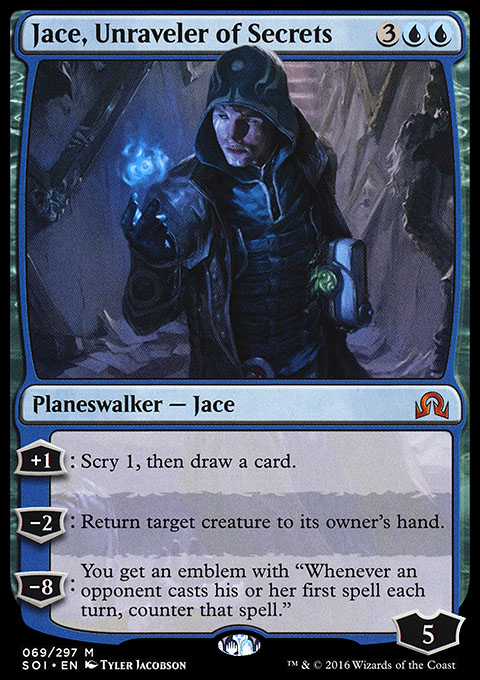 Jace, Unraveler of Secrets 3
Planeswalker — Jace
+1 : Scry 1, then draw a card.
-2 : Return target creature to its owner's hand.
-8 : You get an emblem with “Whenever an
opponent casts his or her first spell each
turn, counter that spell.”
5
069/297 M
SOI • EN Tyler Jacobson
™ & © 2016 Wizards of the Coast